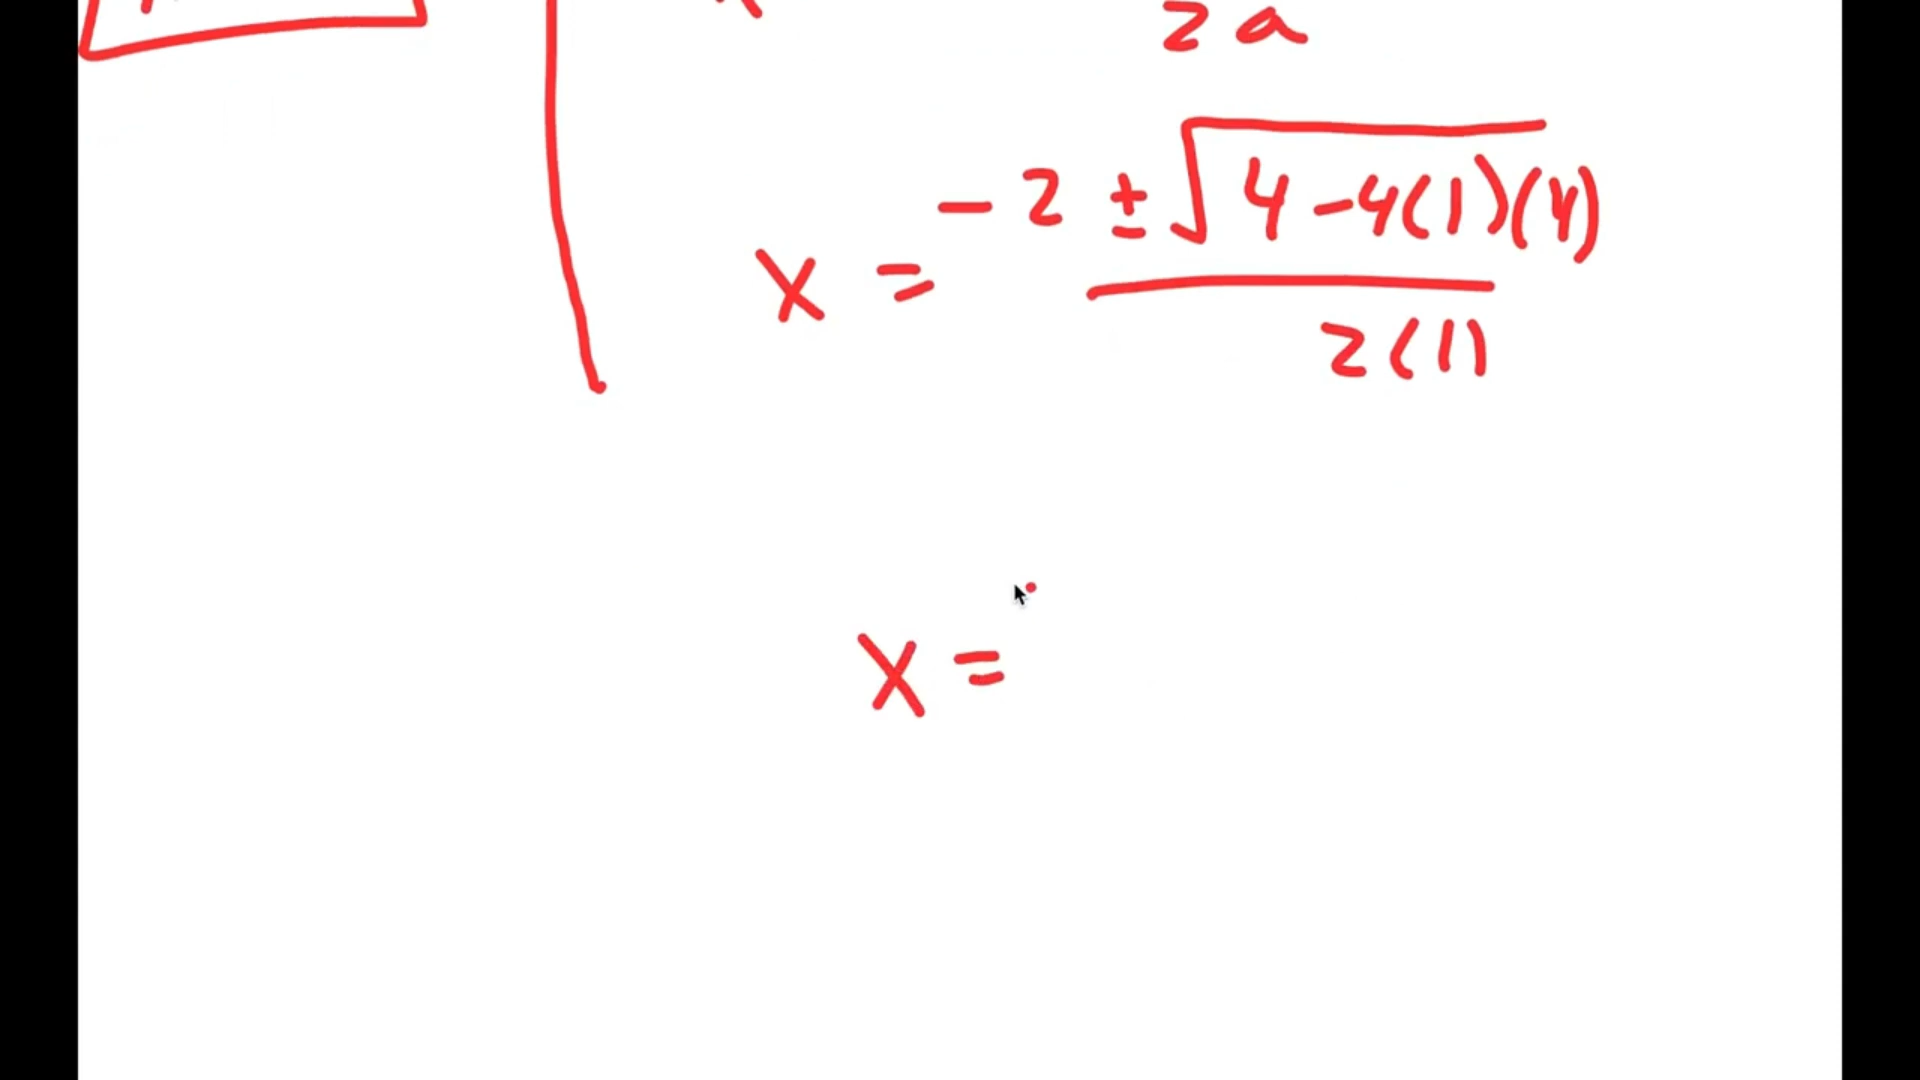 2a
x = -2 ± √4-4(1)(4)
2(1)
x =